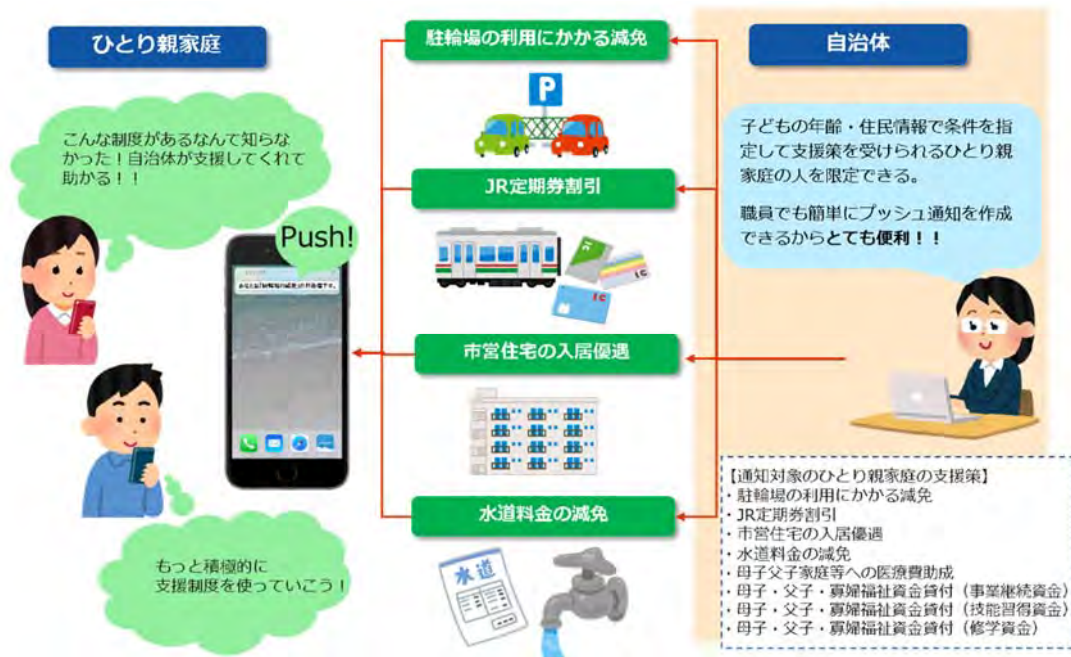 ひとり親家庭
駐輪場の利用にかかる減免
自治体
こんな制度があるなんて知らな
かった！自治体が支援してくれて
助かる！！
P
子どもの年齢・住民情報で条件を指
定して支援策を受けられるひとり親
家庭の人を限定できる。
職員でも簡単にプッシュ通知を作成
できるからとても便利！！
JR定期券割引
Push!
IC
IC
市営住宅の入居優遇
水道料金の減免
水道
もっと積極的に
支援制度を使っていこう！
【通知対象のひとり親家庭の支援策】
・駐輪場の利用にかかる減免
・JR定期券割引
・市営住宅の入居優遇
・水道料金の減免
・母子父子家庭等への医療費助成
・母子・父子・寡婦福祉資金貸付（事業継続資金）
・母子・父子・寡婦福祉資金貸付（技能習得資金）
・母子・父子・寡婦福祉資金貸付（修学資金）